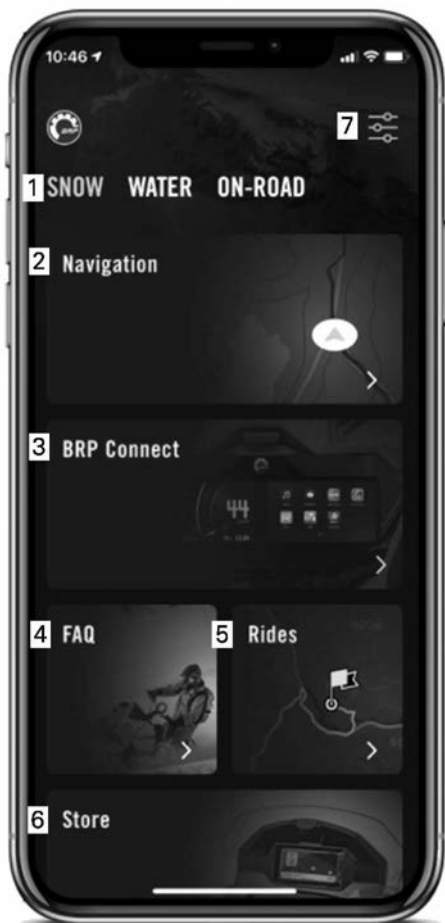 10:46
7
1 SNOW WATER ON-ROAD
2 Navigation
3 BRP Connect
44
4 FAQ
5 Rides
6 Store